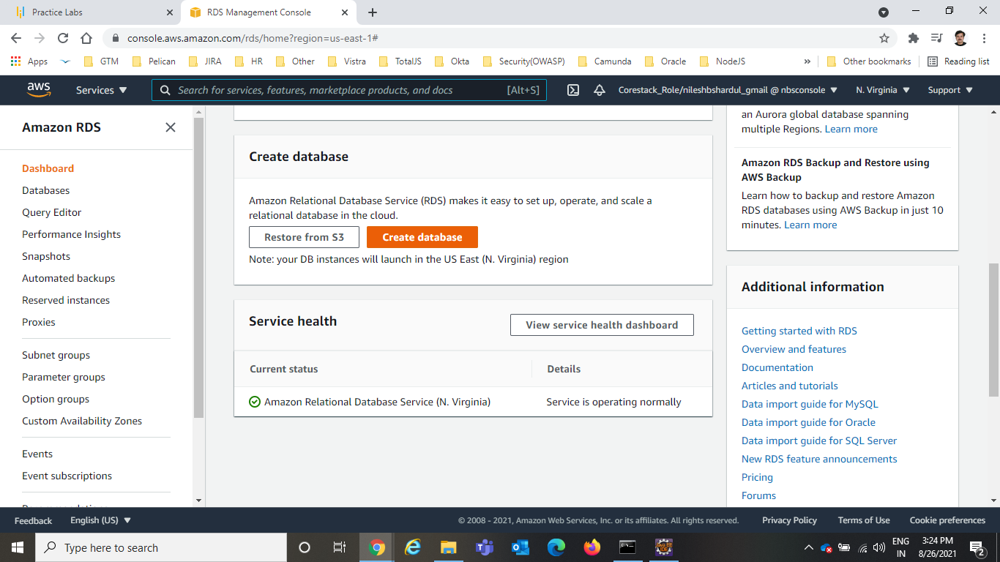 Practice Labs
RDS Management Console
console.aws.amazon.com/rds/home?region=us-east-1#
Apps
GTM
Pelican
JIRA
HR
Other
Vistra
TotalJS
Okta
Security(OWASP)
Camunda
Oracle
NodeJS
»
Other bookmarks
Reading list
aws
Services
Search for services, features, marketplace products, and docs
[Alt+S]
Corestack_Role/nileshbshardul_gmail @ nbsconsole
N. Virginia
Support
Amazon RDS
Dashboard
Databases
Query Editor
Performance Insights
Snapshots
Automated backups
Reserved instances
Proxies
Subnet groups
Parameter groups
Option groups
Custom Availability Zones
Events
Event subscriptions
Create database
Amazon Relational Database Service (RDS) makes it easy to set up, operate, and scale a
relational database in the cloud.
Restore from S3
Create database
Note: your DB instances will launch in the US East (N. Virginia) region
Service health
View service health dashboard
Current status
Details
Amazon Relational Database Service (N. Virginia)
Service is operating normally
an Aurora global database spanning
multiple Regions. Learn more
Amazon RDS Backup and Restore using
AWS Backup
Learn how to backup and restore Amazon
RDS databases using AWS Backup in just 10
minutes. Learn more
Additional information
Getting started with RDS
Overview and features
Documentation
Articles and tutorials
Data import guide for MySQL
Data import guide for Oracle
Data import guide for SQL Server
New RDS feature announcements
Pricing
Forums
Feedback
English (US)
© 2008 - 2021, Amazon Web Services, Inc. or its affiliates. All rights reserved.
Privacy Policy
Terms of Use
Cookie preferences
Type here to search
ENG
IN
3:24 PM
8/26/2021
2